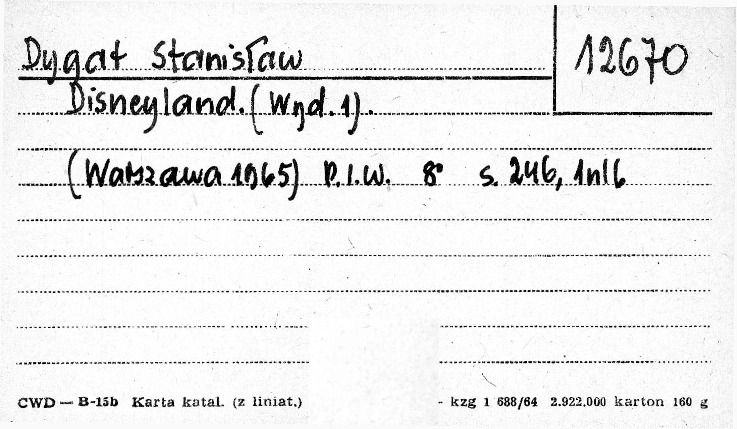 Dygat Stanisław
12670
Disneyland. (Wyd. 1).
(Warszawa 1965) P.I.W. 8° s. 246, 1nlb
CWD — B-15b Karta katal. (z liniat.) - kzg 1 688/64 2.922.000 karton 160 g